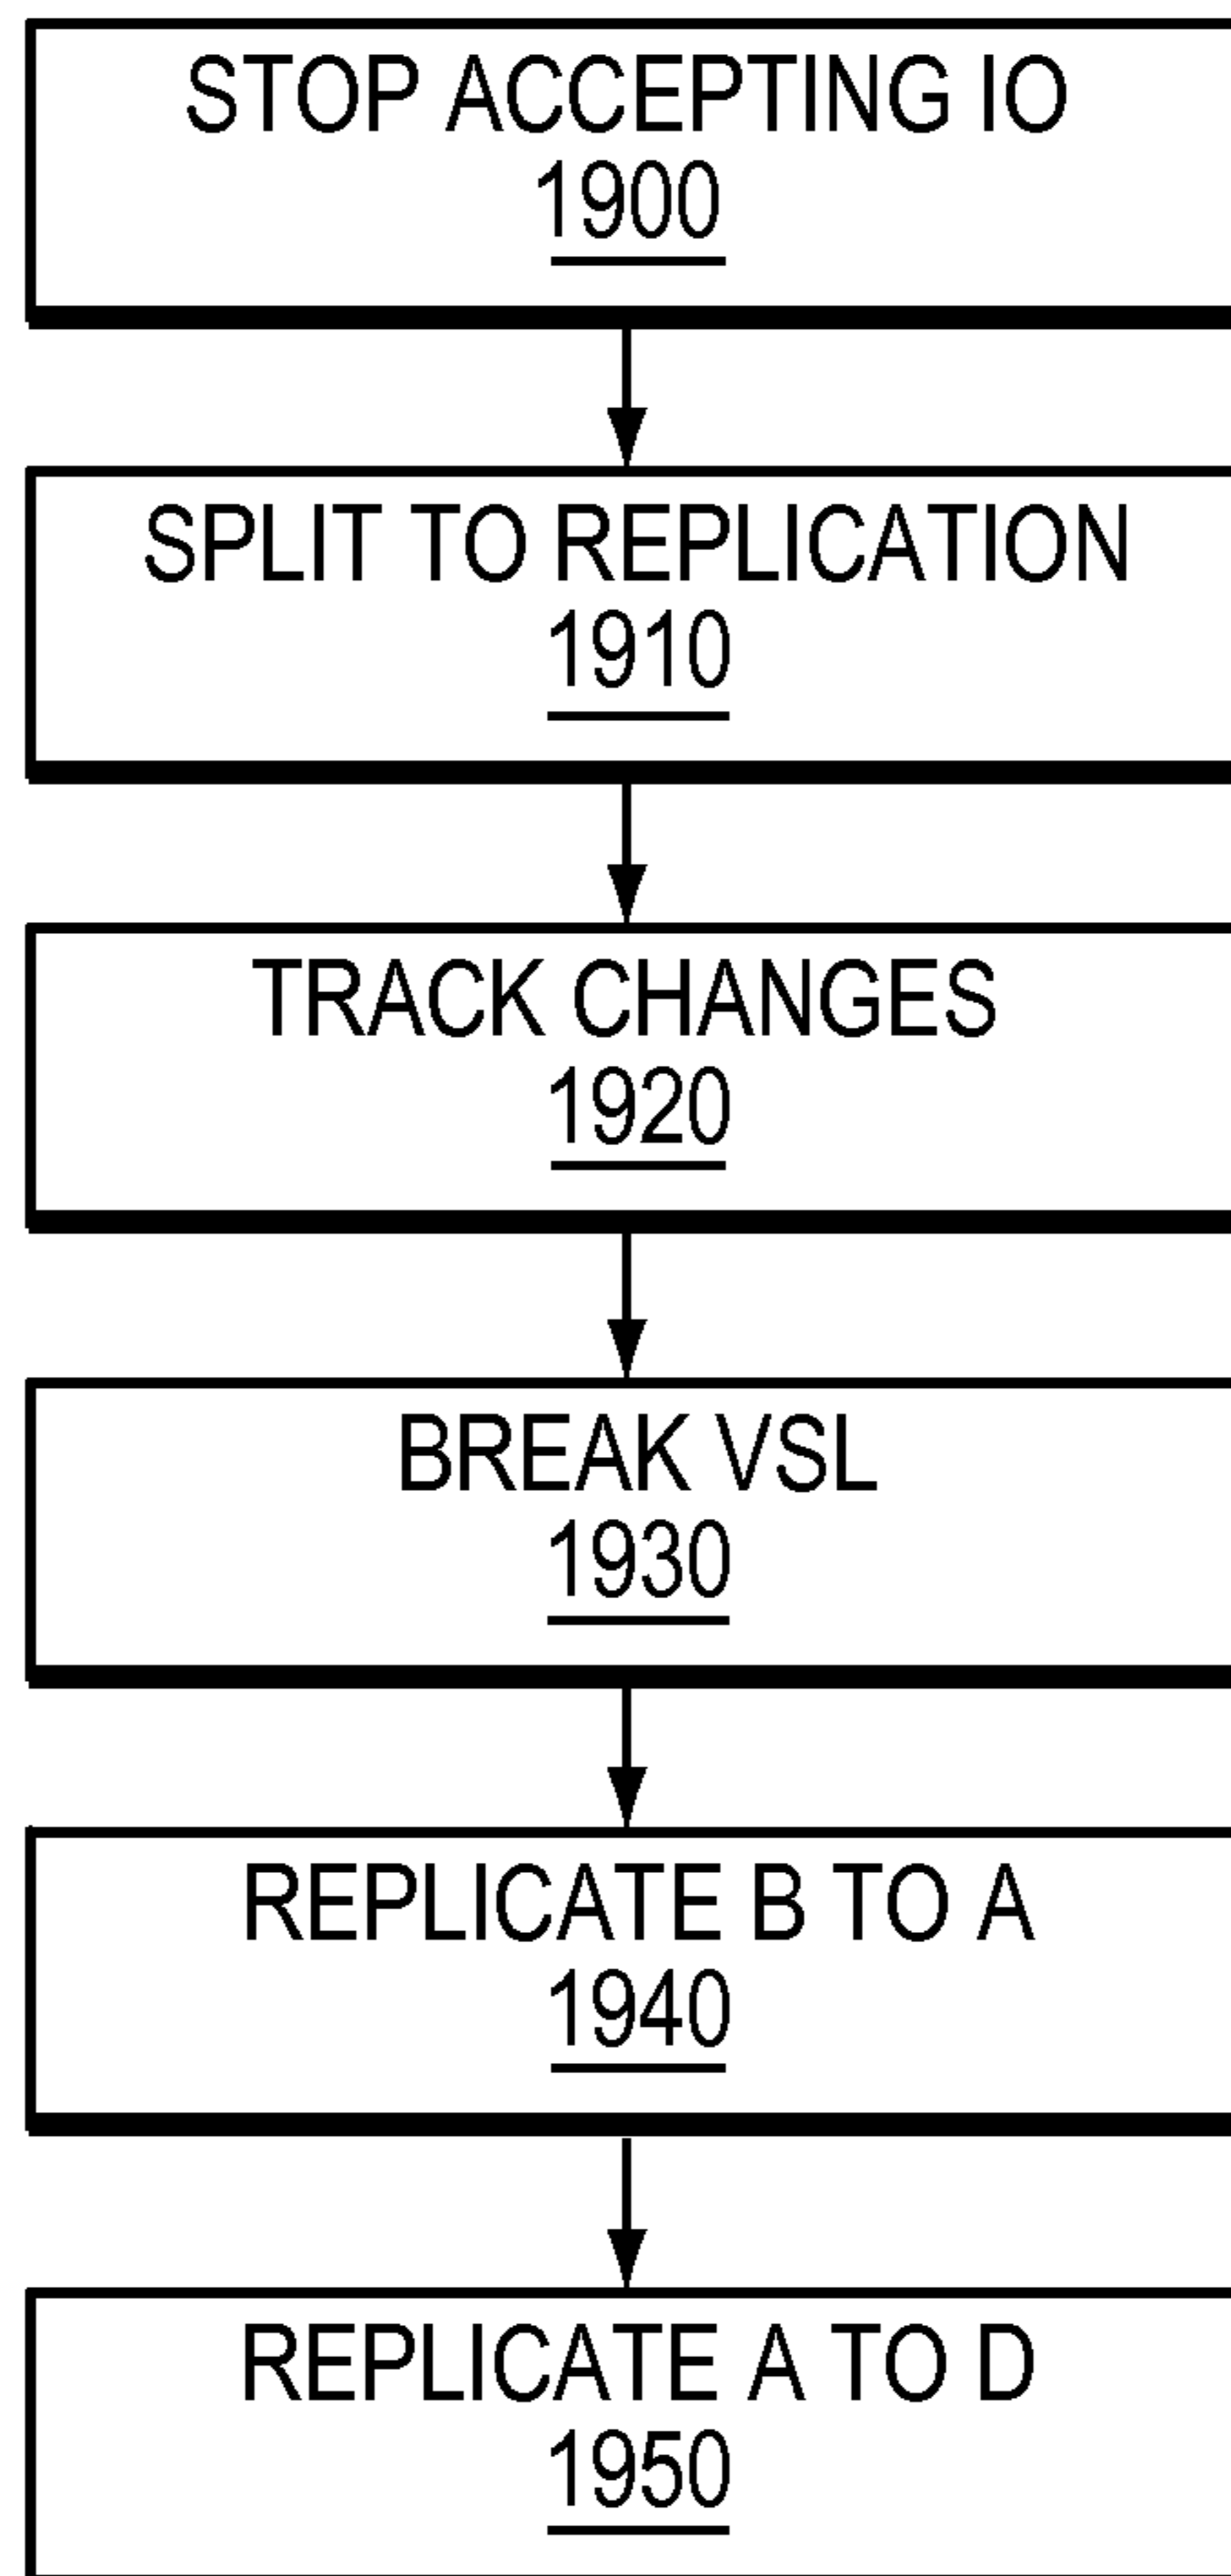 STOP ACCEPTING IO
1900
SPLIT TO REPLICATION
1910
TRACK CHANGES
1920
BREAK VSL
1930
REPLICATE B TO A
1940
REPLICATE A TO D
1950